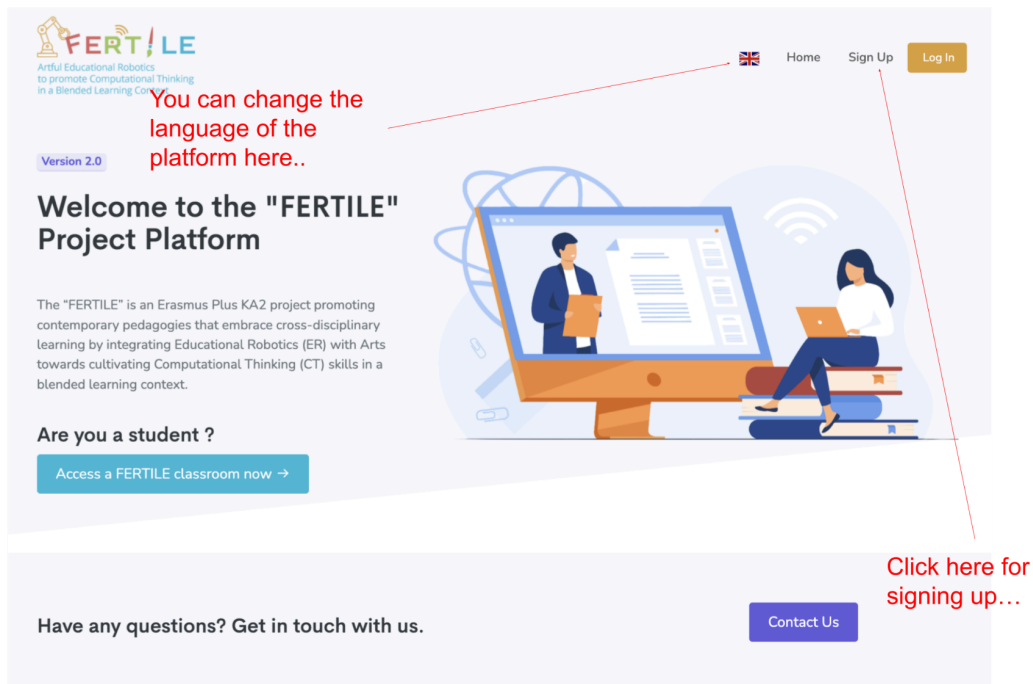 FERTILE
Artful Educational Robotics
to promote Computational Thinking
in a Blended Learning Context
Home
Sign Up
Log In
You can change the
language of the
platform here..
Version 2.0
Welcome to the "FERTILE"
Project Platform
The “FERTILE” is an Erasmus Plus KA2 project promoting
contemporary pedagogies that embrace cross-disciplinary
learning by integrating Educational Robotics (ER) with Arts
towards cultivating Computational Thinking (CT) skills in a
blended learning context.
Are you a student ?
Access a FERTILE classroom now →
Click here for
signing up…
Have any questions? Get in touch with us.
Contact Us